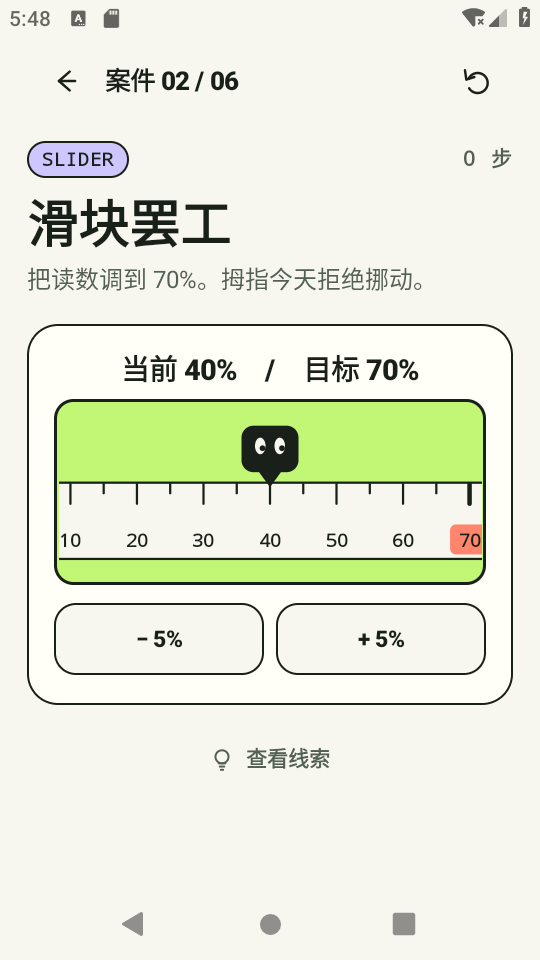 5:48
案件 02 / 06
SLIDER
0 步
滑块罢工
把读数调到 70%。拇指今天拒绝挪动。
当前 40% / 目标 70%
10 20 30 40 50 60 70
− 5%
+ 5%
查看线索